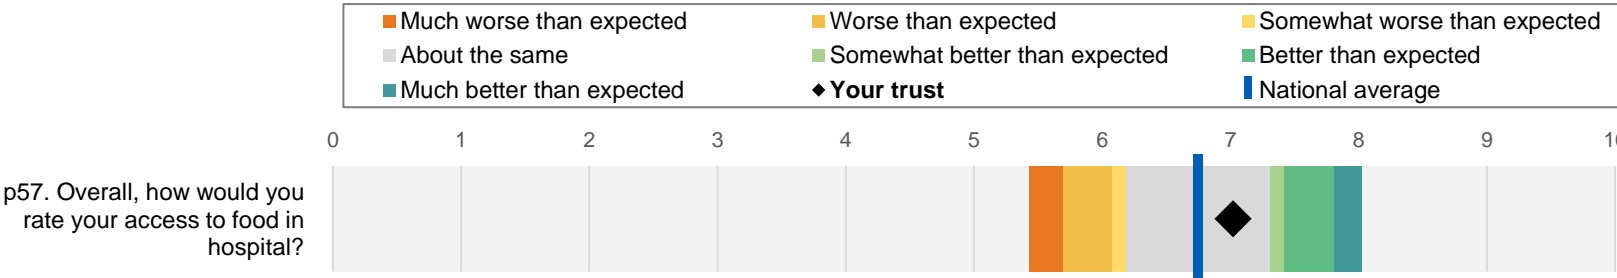 Much worse than expected Worse than expected Somewhat worse than expected
About the same Somewhat better than expected Better than expected
Much better than expected Your trust National average
0 1 2 3 4 5 6 7 8 9 10
p57. Overall, how would you
rate your access to food in
hospital?